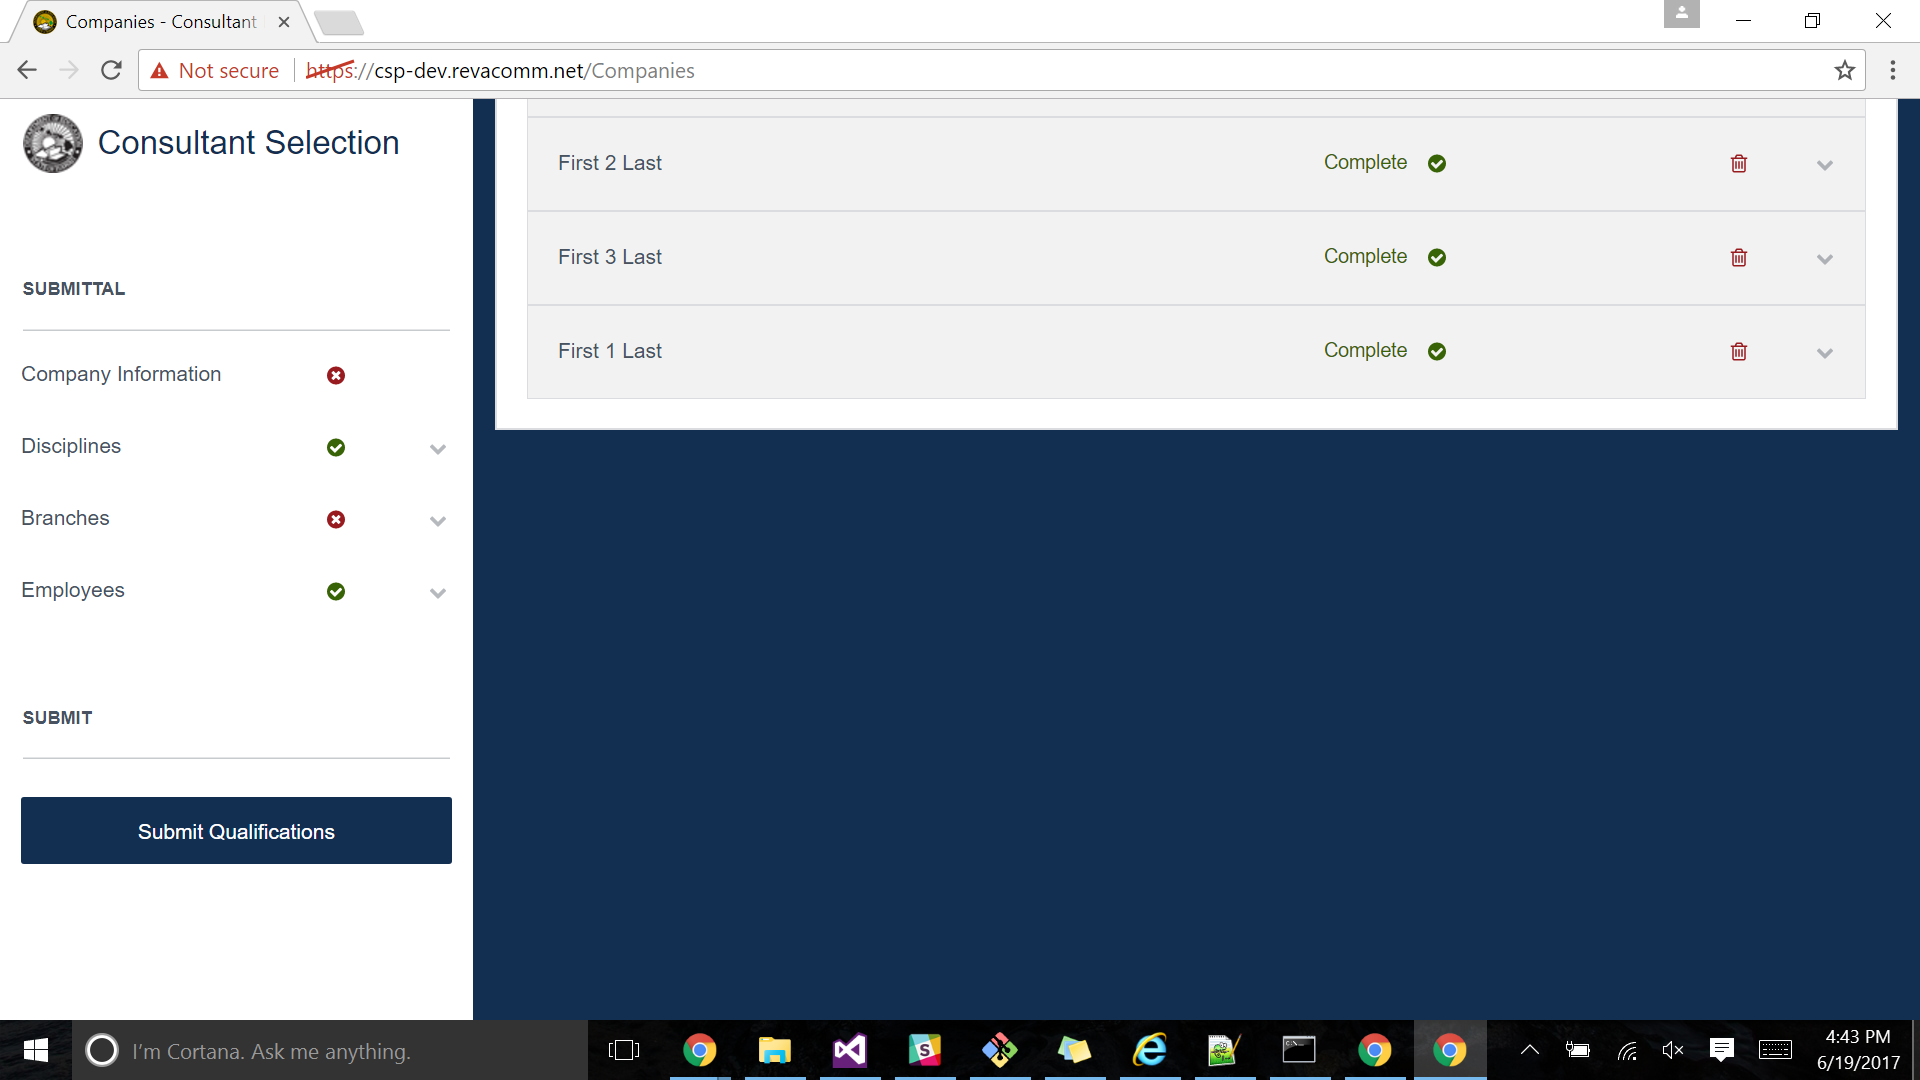 Companies - Consultant
Not secure
https://csp-dev.revacomm.net/Companies
Consultant Selection
SUBMITTAL
Company Information
Disciplines
Branches
Employees
SUBMIT
Submit Qualifications
First 2 Last Complete
First 3 Last Complete
First 1 Last Complete
I'm Cortana. Ask me anything.
4:43 PM
6/19/2017